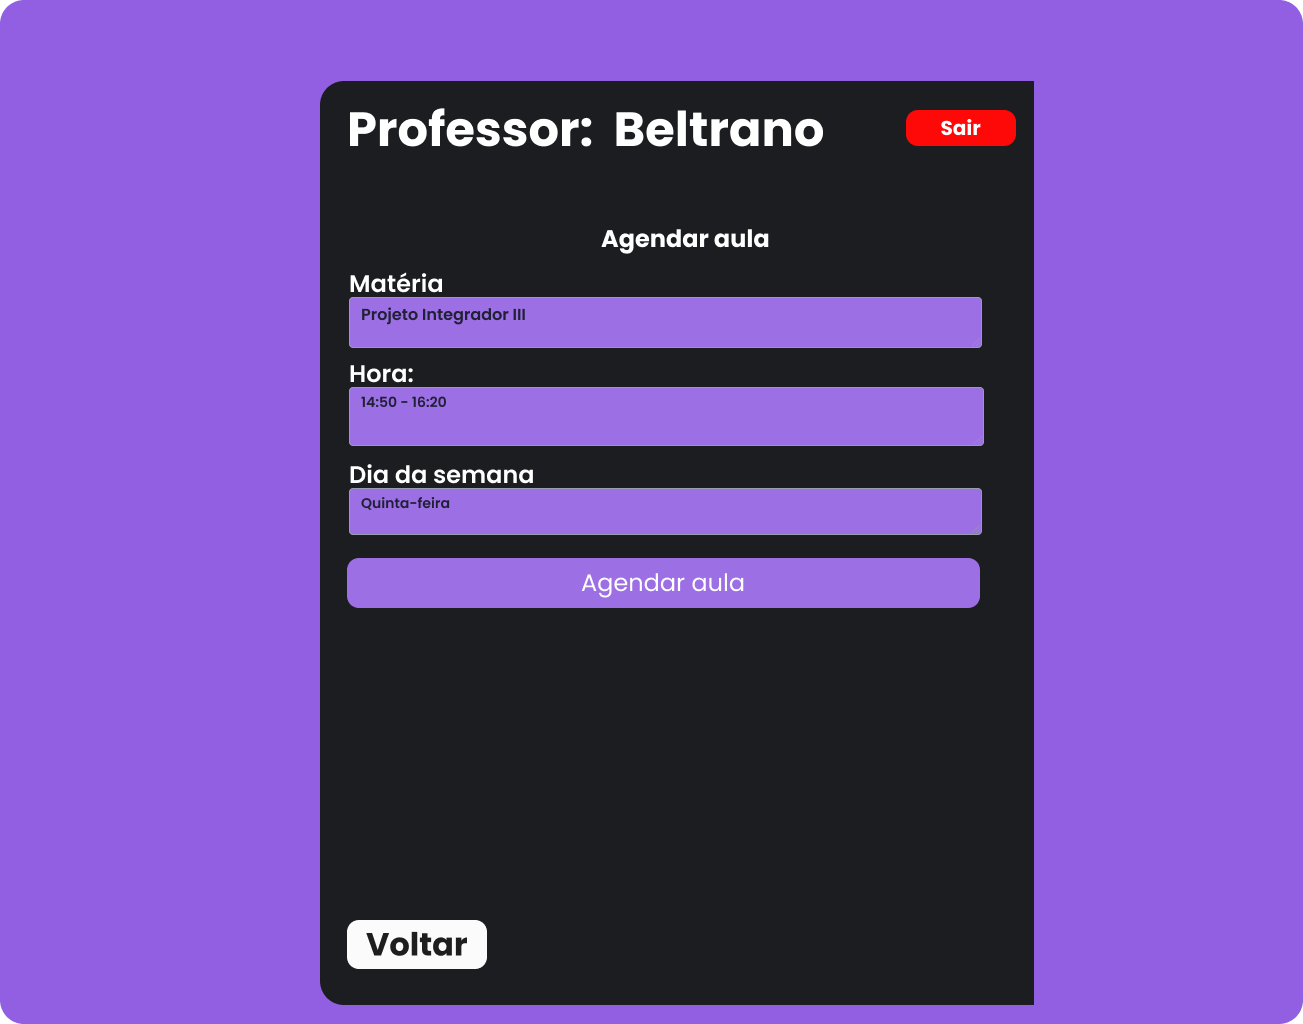 Professor: Beltrano
Sair
Agendar aula
Matéria
Projeto Integrador III
Hora:
14:50 - 16:20
Dia da semana
Quinta-feira
Agendar aula
Voltar